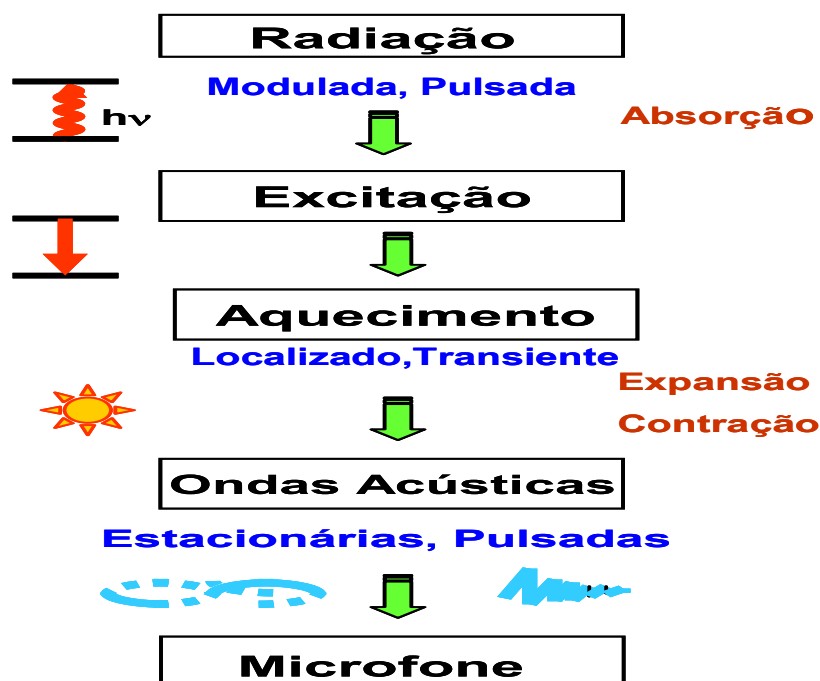 Radiação
Modulada, Pulsada
hν
Absorção
Excitação
Aquecimento
Localizado,Transiente
Expansão
Contração
Ondas Acústicas
Estacionárias, Pulsadas
Microfone